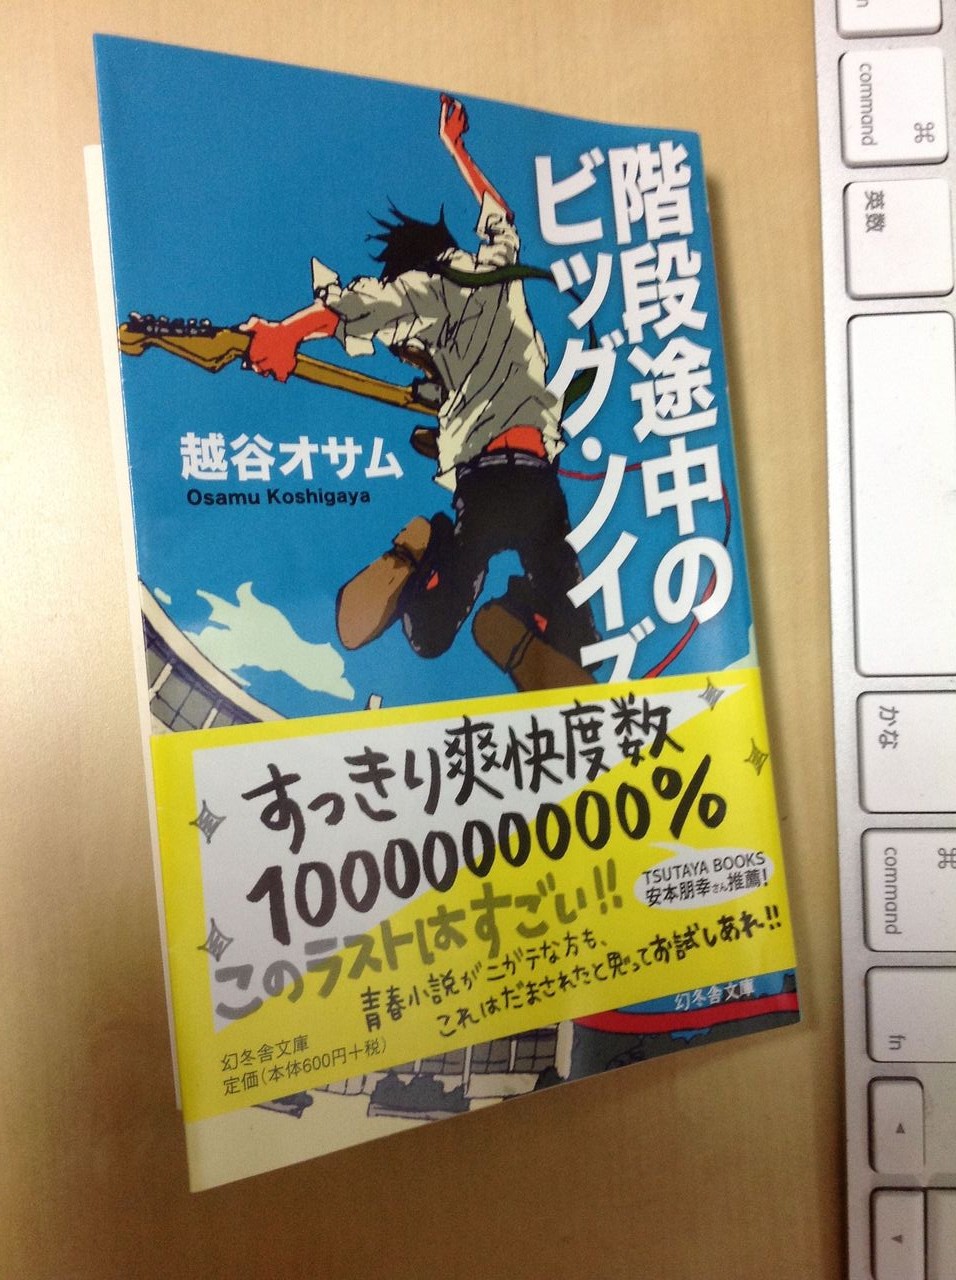 階段途中の
ビッグ・ノイズ
越谷オサム
Osamu Koshigaya
すっきり爽快度数
1000000000%
このラストはすごい!!
TSUTAYA BOOKS
安本朋幸さん推薦!
青春小説がニガテな方も、
これはだまされたと思ってお試しあれ!!
幻冬舎文庫
幻冬舎文庫
定価(本体600円+税)
command
⌘
英数
かな
command
⌘
fn